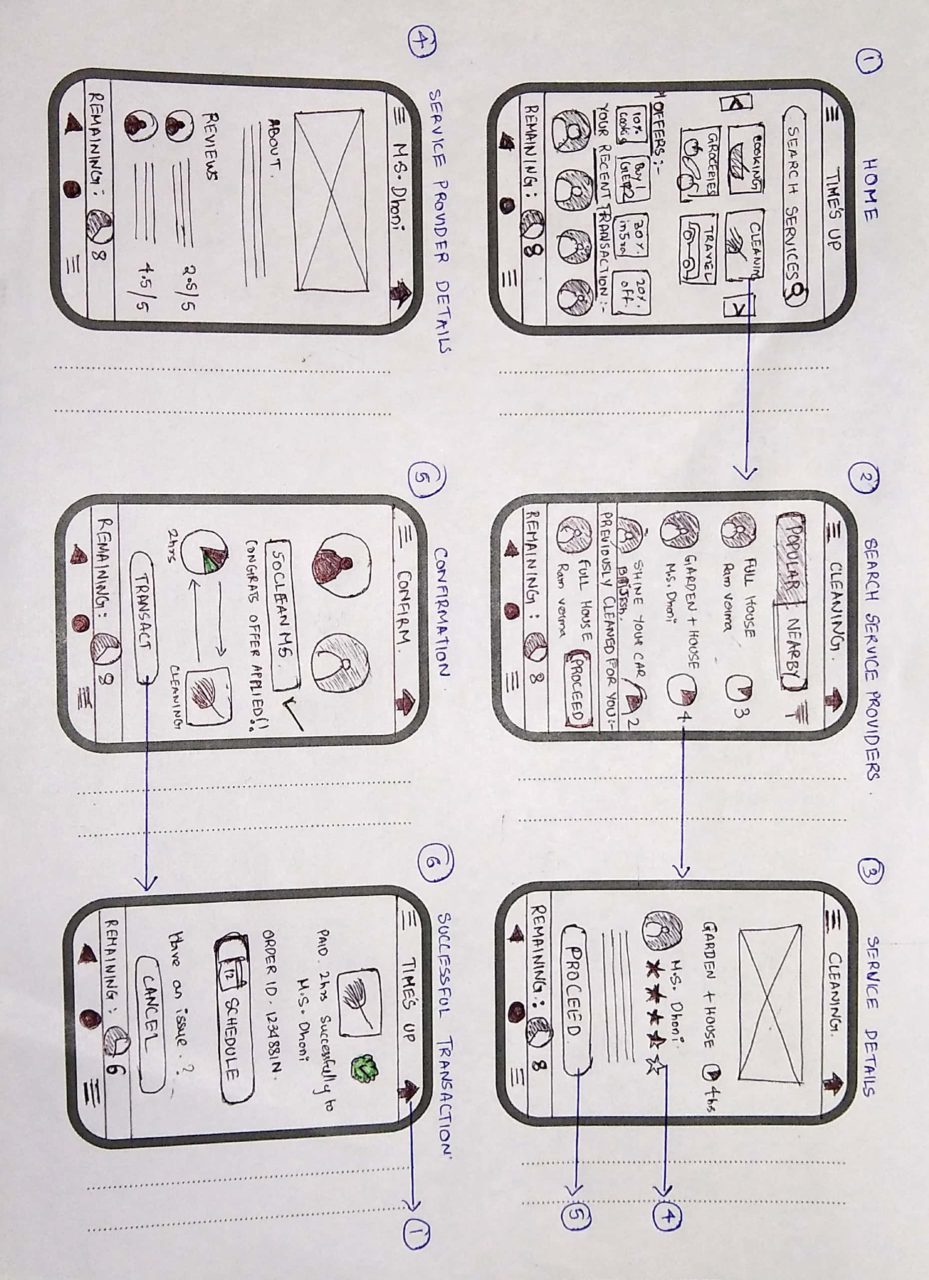 1 HOME
TIME'S UP
SEARCH SERVICES
COOKING CLEANIN
GROCERIES TRAVEL
OFFERS :-
10% BUY 1 30% 20%
GET 2 off
YOUR RECENT TRANSACTION :-
REMAINING : 8
2 SEARCH SERVICE PROVIDERS.
CLEANING.
POPULAR NEARBY
FULL HOUSE
Ram verma 3
GARDEN + HOUSE
M.S. Dhoni 4
SHINE YOUR CAR
BRIJESH. 2
PREVIOUSLY CLEANED FOR YOU:-
FULL HOUSE
Ram verma PROCEED
REMAINING : 8
3 SERVICE DETAILS
CLEANING.
GARDEN + HOUSE 4hs
M.S. Dhoni
4
PROCEED 5
REMAINING : 8
4 SERVICE PROVIDER DETAILS
M.S. Dhoni
ABOUT.
REVIEWS
2.5/5
4.5/5
REMAINING : 8
5 CONFIRMATION
CONFIRM.
50CLEAN MS.
CONGRATS OFFER APPLIED!!
2hrs CLEANING
TRANSACT
REMAINING: 8
6 SUCCESSFUL TRANSACTION
TIME'S UP 1
PAID. 2hrs Successfully to
M.S. Dhoni
ORDER ID. 1234881N.
12 SCHEDULE
Have an issue.?
CANCEL
REMAINING : 6